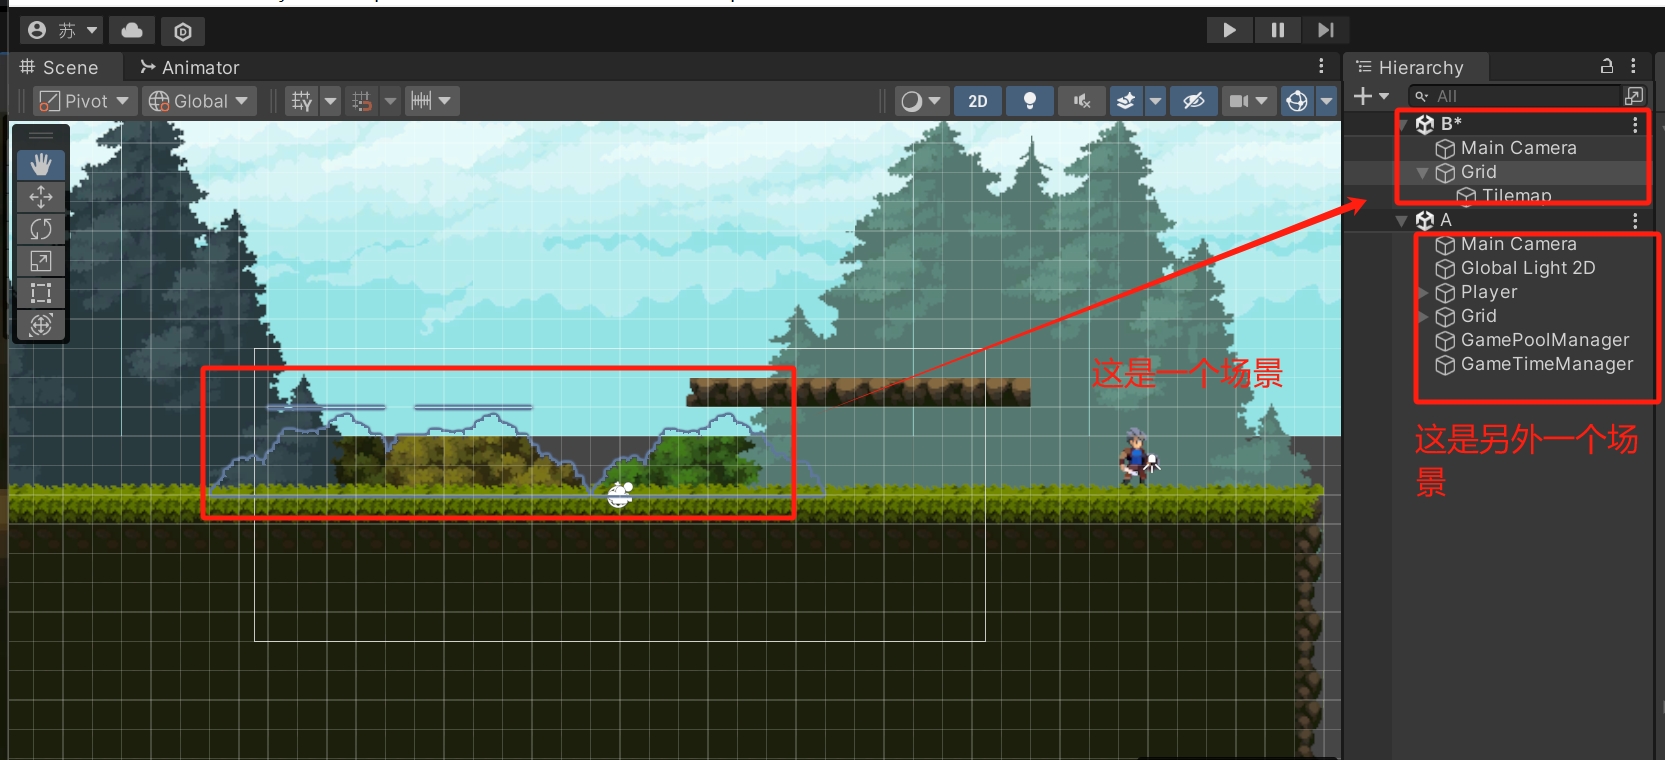 苏
Scene
Animator
Hierarchy
Pivot
Global
2D
All
B*
Main Camera
Grid
Tilemap
A
Main Camera
Global Light 2D
Player
Grid
GamePoolManager
GameTimeManager
这是一个场景
这是另外一个场
景